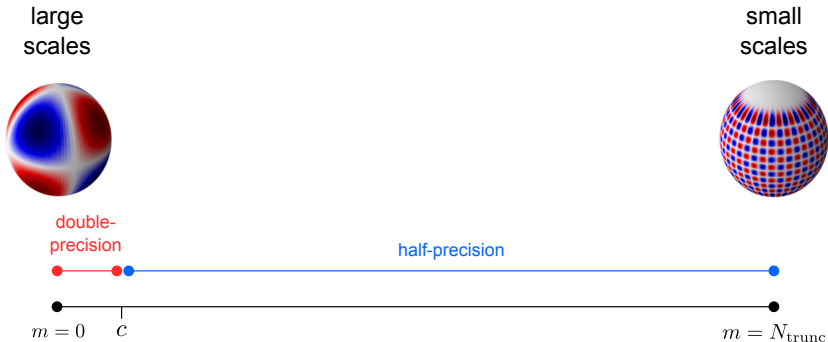 large
scales
small
scales
double-
precision
half-precision
m = 0
c
m = N_trunc